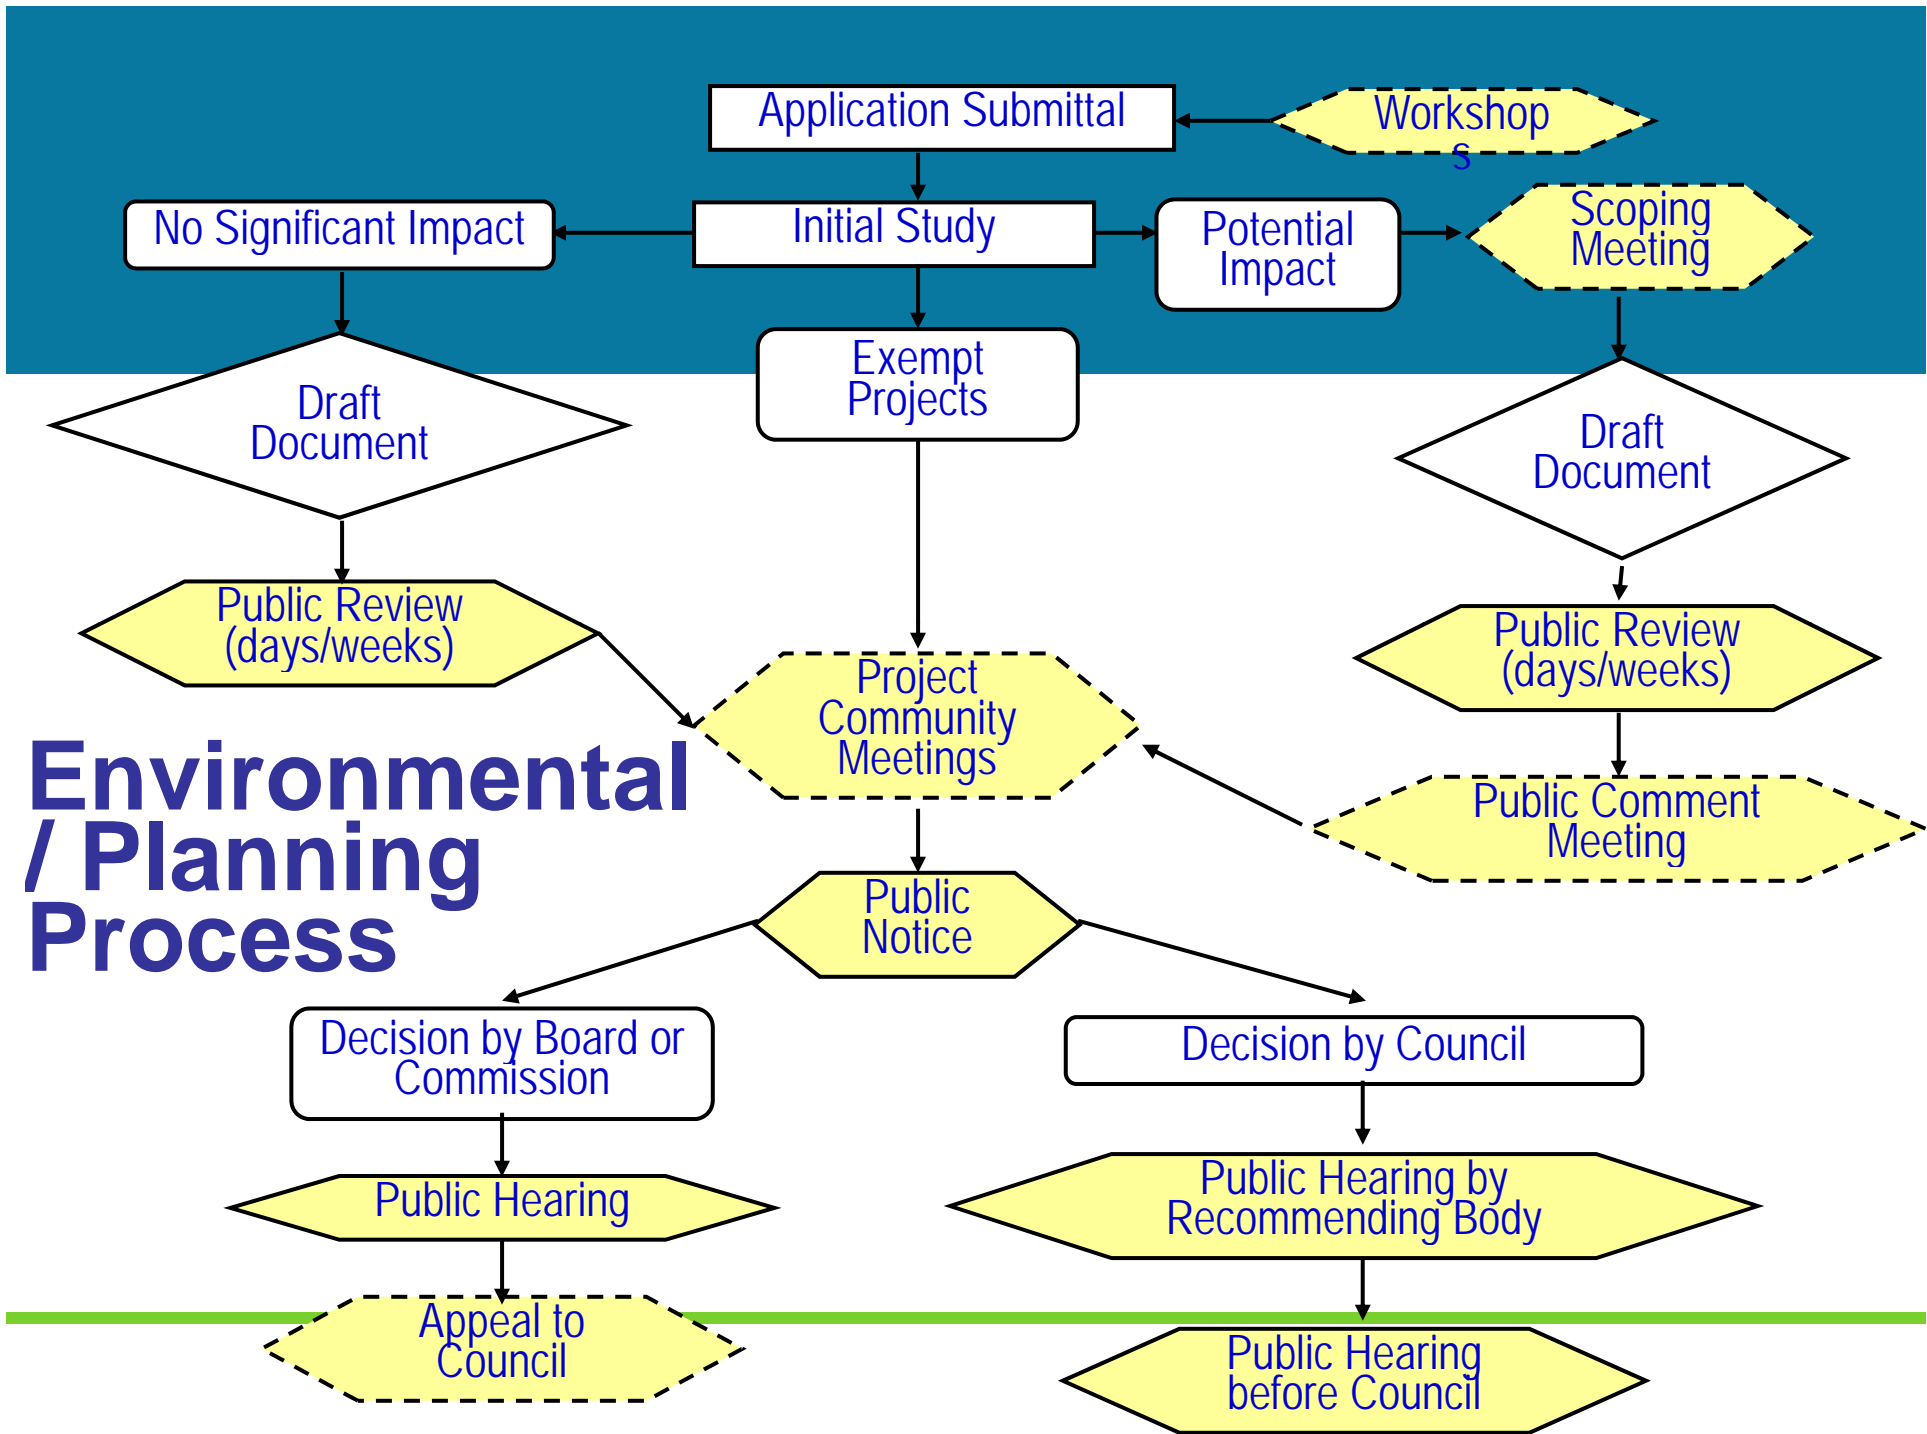 Application Submittal
Workshop
s
No Significant Impact
Initial Study
Potential
Impact
Scoping
Meeting
Exempt
Projects
Draft
Document
Draft
Document
Public Review
(days/weeks)
Public Review
(days/weeks)
Project
Community
Meetings
Environmental
/ Planning
Process
Public Comment
Meeting
Public
Notice
Decision by Board or
Commission
Decision by Council
Public Hearing
Public Hearing by
Recommending Body
Appeal to
Council
Public Hearing
before Council